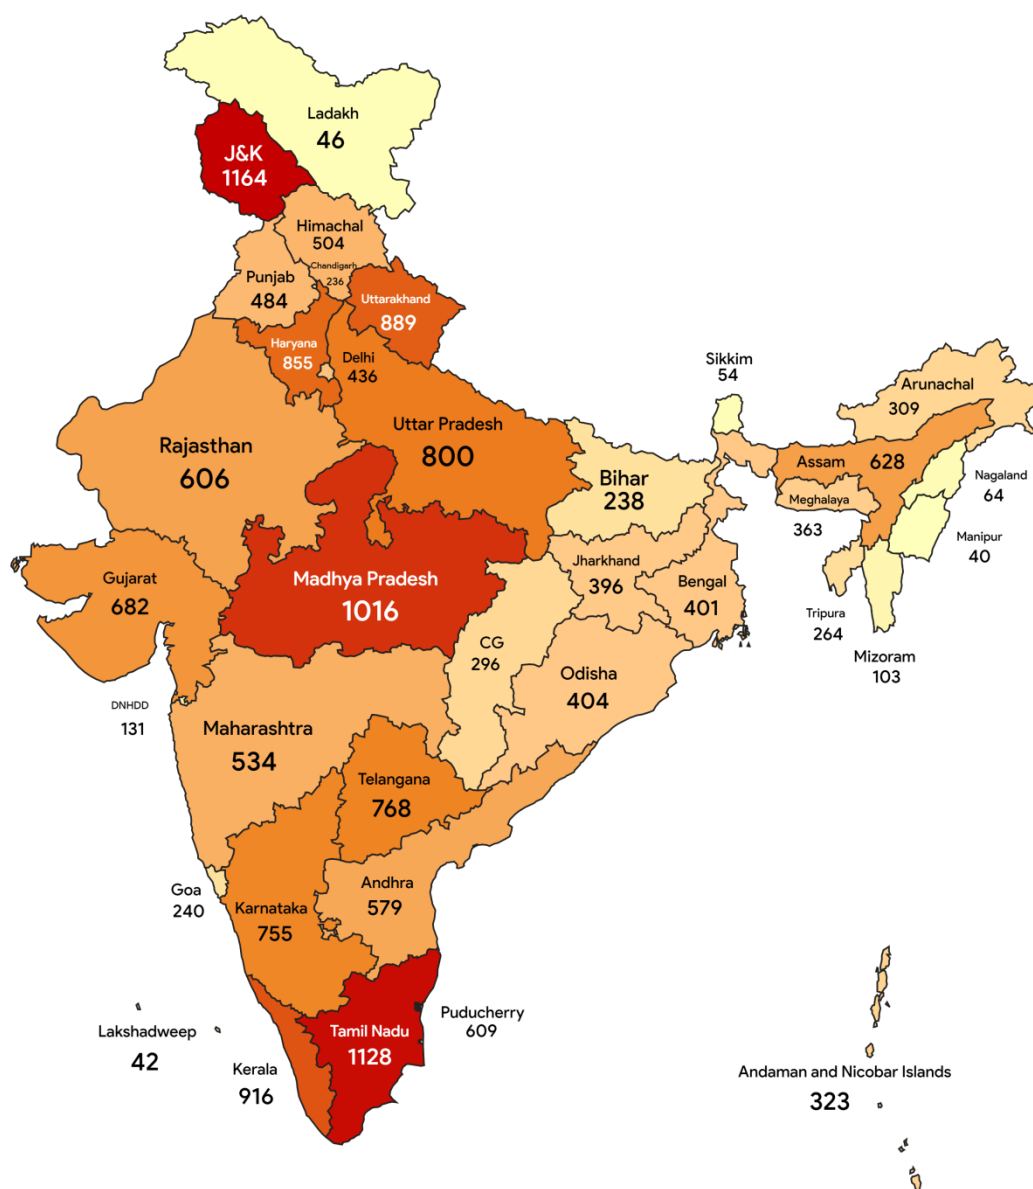 Ladakh
46
J&K
1164
Himachal
504
Chandigarh
236
Punjab
484
Uttarakhand
889
Haryana
855
Delhi
436
Sikkim
54
Arunachal
309
Rajasthan
606
Uttar Pradesh
800
Bihar
238
Assam 628
Nagaland
64
Meghalaya
363
Manipur
40
Gujarat
682
Madhya Pradesh
1016
Jharkhand
396
Bengal
401
Tripura
264
Mizoram
103
CG
296
Odisha
404
DNHDD
131
Maharashtra
534
Telangana
768
Goa
240
Karnataka
755
Andhra
579
Lakshadweep
42
Kerala
916
Tamil Nadu
1128
Puducherry
609
Andaman and Nicobar Islands
323